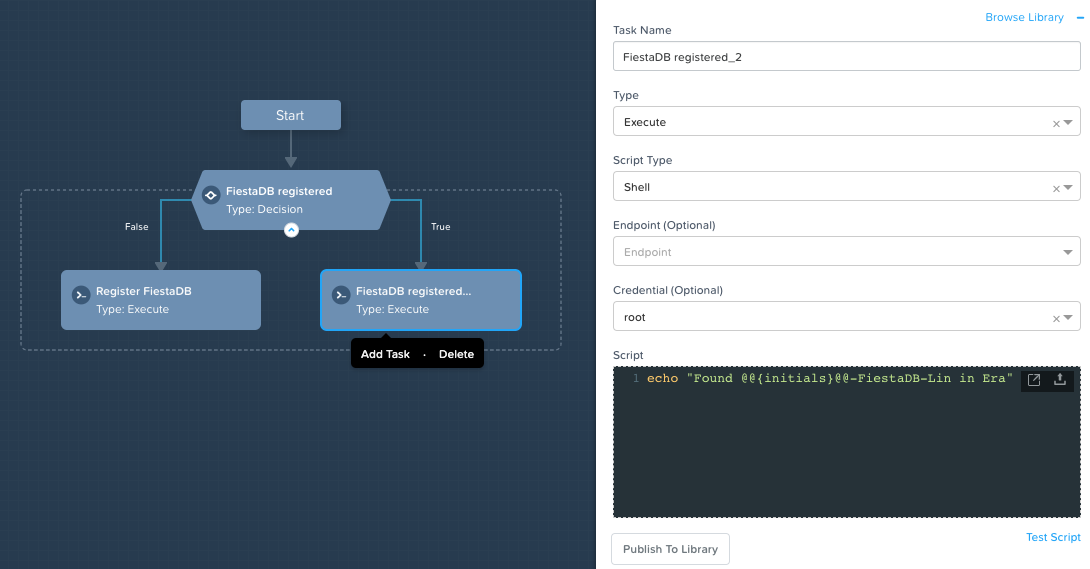 Start
FiestaDB registered
Type: Decision
False
True
Register FiestaDB
Type: Execute
FiestaDB registered...
Type: Execute
Add Task · Delete
Browse Library
Task Name
FiestaDB registered_2
Type
Execute
Script Type
Shell
Endpoint (Optional)
Endpoint
Credential (Optional)
root
Script
1 echo "Found @@{initials}@@-FiestaDB-Lin in Era"
Test Script
Publish To Library